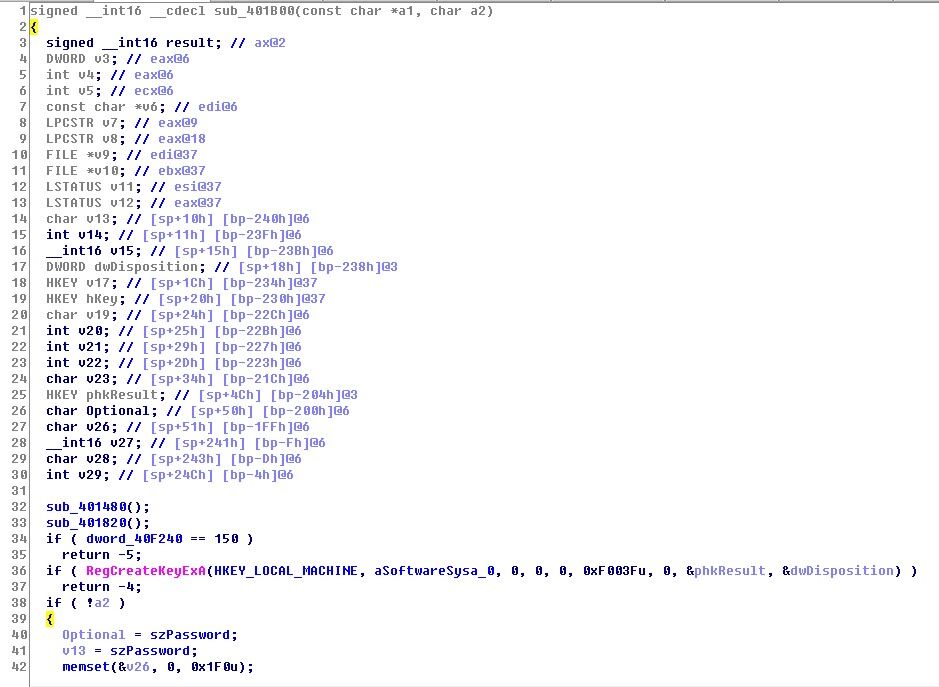 1 signed __int16 __cdecl sub_401B00(const char *a1, char a2)
2 {
3 signed __int16 result; // ax@2
4 DWORD v3; // eax@6
5 int v4; // eax@6
6 int v5; // ecx@6
7 const char *v6; // edi@6
8 LPCSTR v7; // eax@9
9 LPCSTR v8; // eax@18
10 FILE *v9; // edi@37
11 FILE *v10; // ebx@37
12 LSTATUS v11; // esi@37
13 LSTATUS v12; // eax@37
14 char v13; // [sp+10h] [bp-240h]@6
15 int v14; // [sp+11h] [bp-23Fh]@6
16 __int16 v15; // [sp+15h] [bp-23Bh]@6
17 DWORD dwDisposition; // [sp+18h] [bp-238h]@3
18 HKEY v17; // [sp+1Ch] [bp-234h]@37
19 HKEY hKey; // [sp+20h] [bp-230h]@37
20 char v19; // [sp+24h] [bp-22Ch]@6
21 int v20; // [sp+25h] [bp-22Bh]@6
22 int v21; // [sp+29h] [bp-227h]@6
23 int v22; // [sp+2Dh] [bp-223h]@6
24 char v23; // [sp+34h] [bp-21Ch]@6
25 HKEY phkResult; // [sp+4Ch] [bp-204h]@3
26 char Optional; // [sp+50h] [bp-200h]@6
27 char v26; // [sp+51h] [bp-1FFh]@6
28 __int16 v27; // [sp+241h] [bp-Fh]@6
29 char v28; // [sp+243h] [bp-Dh]@6
30 int v29; // [sp+24Ch] [bp-4h]@6
31
32 sub_401480();
33 sub_401820();
34 if ( dword_40F240 == 150 )
35 return -5;
36 if ( RegCreateKeyExA(HKEY_LOCAL_MACHINE, aSoftwareSysa_0, 0, 0, 0, 0xF003Fu, 0, &phkResult, &dwDisposition) )
37 return -4;
38 if ( !a2 )
39 {
40 Optional = szPassword;
41 v13 = szPassword;
42 memset(&v26, 0, 0x1F0u);